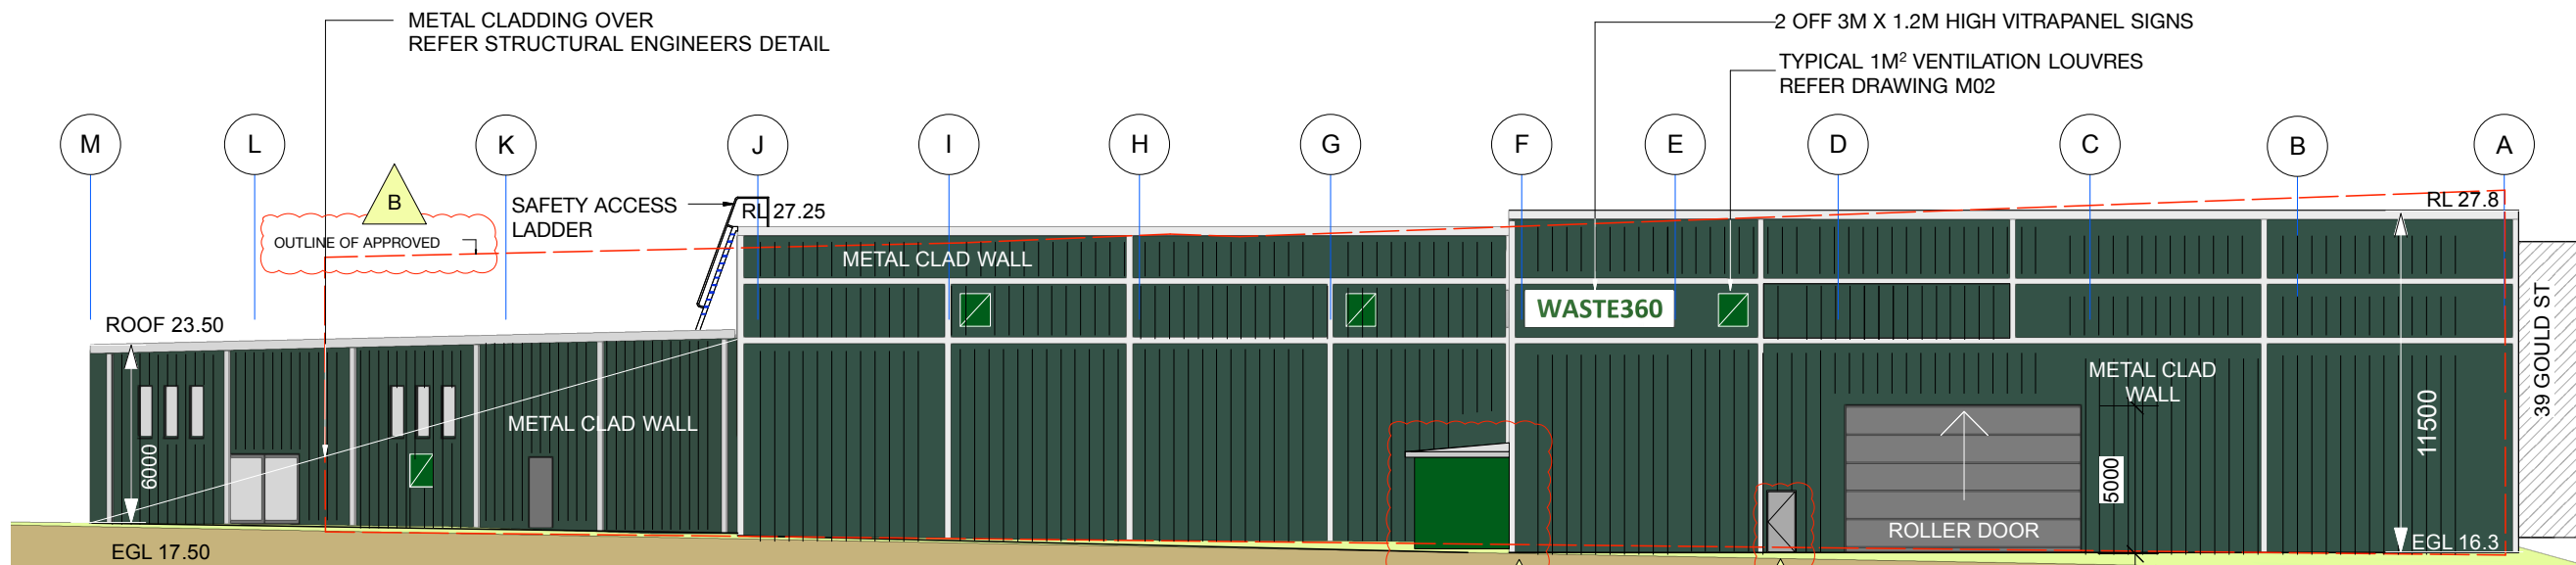 METAL CLADDING OVER
REFER STRUCTURAL ENGINEERS DETAIL
2 OFF 3M X 1.2M HIGH VITRAPANEL SIGNS
TYPICAL 1M² VENTILATION LOUVRES
REFER DRAWING M02
M
L
K
J
I
H
G
F
E
D
C
B
A
B
OUTLINE OF APPROVED
SAFETY ACCESS
LADDER
RL 27.25
RL 27.8
ROOF 23.50
METAL CLAD WALL
WASTE360
METAL CLAD WALL
METAL CLAD
WALL
39 GOULD ST
6000
5000
11500
ROLLER DOOR
EGL 17.50
EGL 16.3